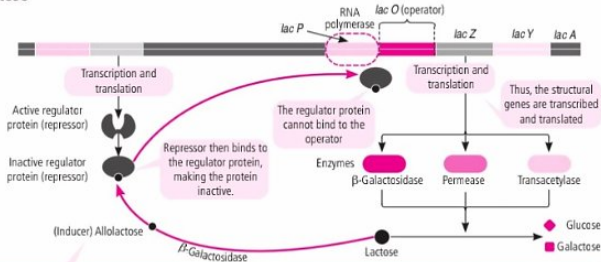 RNA
polymerase
lac O (operator)
lac P
lac Z
lac Y
lac A
Transcription and
translation
Transcription and
translation
Thus, the structural
genes are transcribed
and translated
Active regulator
protein (repressor)
The regulator protein
cannot bind to the
operator
Inactive regulator
protein (repressor)
Repressor then binds to
the regulator protein,
making the protein
inactive.
Enzymes
β-Galactosidase
Permease
Transacetylase
(Inducer) Allolactose
β-Galactosidase
Lactose
Glucose
Galactose